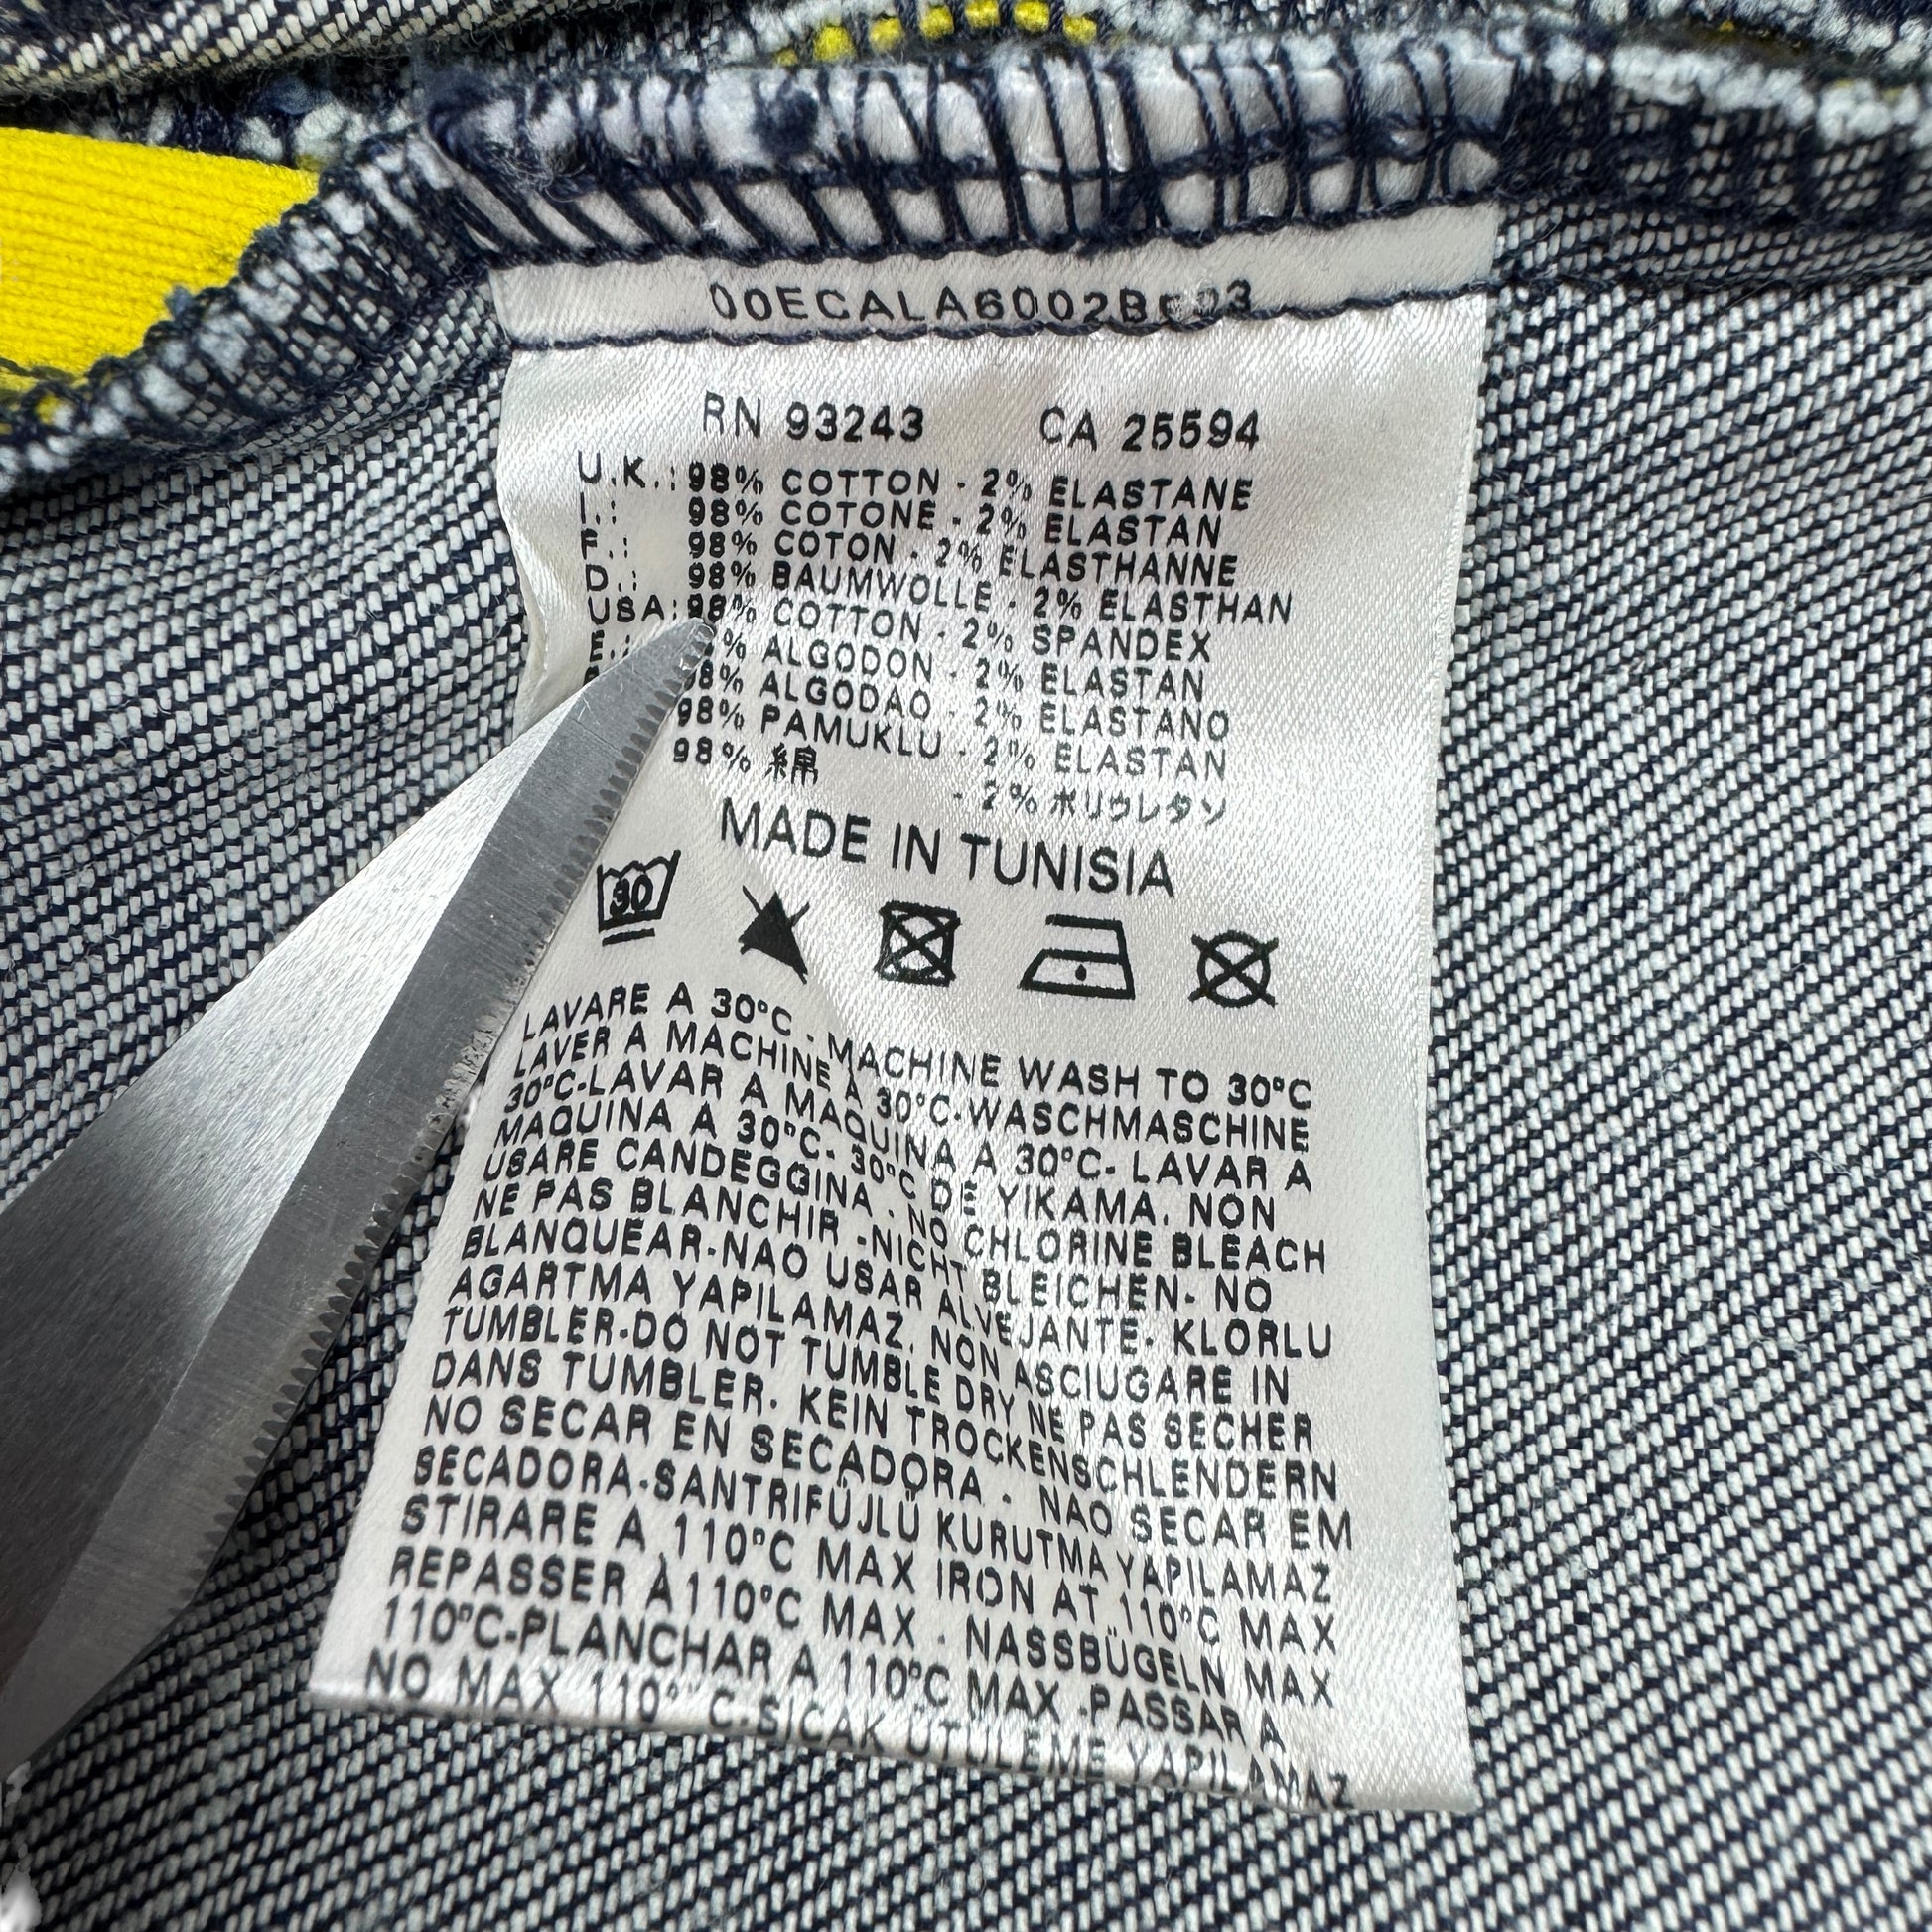 RN 93243 CA 25594
U.K.: 98% COTTON - 2% ELASTANE
I.: 98% COTONE - 2% ELASTAN
F.: 98% COTON - 2% ELASTHANNE
D.: 98% BAUMWOLLE - 2% ELASTHAN
USA: 98% COTTON - 2% SPANDEX
E.: % ALGODON - 2% ELASTAN
98% ALGODAO - 2% ELASTANO
98% PAMUKLU - 2% ELASTAN
98% 綿
- 2% ポリウレタン
MADE IN TUNISIA
30
LAVARE A 30°C - MACHINE WASH TO 30°C
LAVER A MACHINE A 30°C-WASCHMASCHINE
30°C-LAVAR A MAQUINA A 30°C- LAVAR A
MAQUINA A 30°C- 30°C DE YIKAMA. NON
USARE CANDEGGINA - NO CHLORINE BLEACH
NE PAS BLANCHIR -NICHT BLEICHEN- NO
BLANQUEAR-NAO USAR ALVEJANTE- KLORLU
AGARTMA YAPILAMAZ. NON ASCIUGARE IN
TUMBLER-DO NOT TUMBLE DRY NE PAS SECHER
DANS TUMBLER. KEIN TROCKENSCHLENDERN
NO SECAR EN SECADORA - NAO SECAR EM
SECADORA-SANTRIFÜJLÜ KURUTMA YAPILAMAZ
STIRARE A 110°C MAX IRON AT 110°C MAX
REPASSER À 110°C MAX - NASSBÜGELN MAX
110°C-PLANCHAR A 110°C MAX -PASSAR A
NO MAX 110°C-SICAK ÜTÜLEME YAPILAMAZ